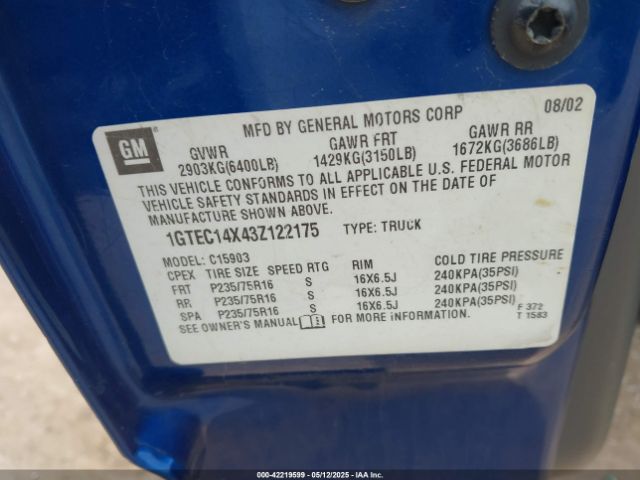 08/02
MFD BY GENERAL MOTORS CORP
GM
GVWR GAWR FRT GAWR RR
2903KG(6400LB) 1429KG(3150LB) 1672KG(3686LB)
THIS VEHICLE CONFORMS TO ALL APPLICABLE U.S. FEDERAL MOTOR
VEHICLE SAFETY STANDARDS IN EFFECT ON THE DATE OF
MANUFACTURE SHOWN ABOVE.
1GTEC14X43Z122175 TYPE: TRUCK
MODEL: C15903
CPEX TIRE SIZE SPEED RTG RIM COLD TIRE PRESSURE
FRT P235/75R16 S 16X6.5J 240KPA(35PSI)
RR P235/75R16 S 16X6.5J 240KPA(35PSI)
SPA P235/75R16 S 16X6.5J 240KPA(35PSI)
SEE OWNER'S MANUAL FOR MORE INFORMATION.
F 372
T 1583
000-42219599 - 05/12/2025 - IAA Inc.